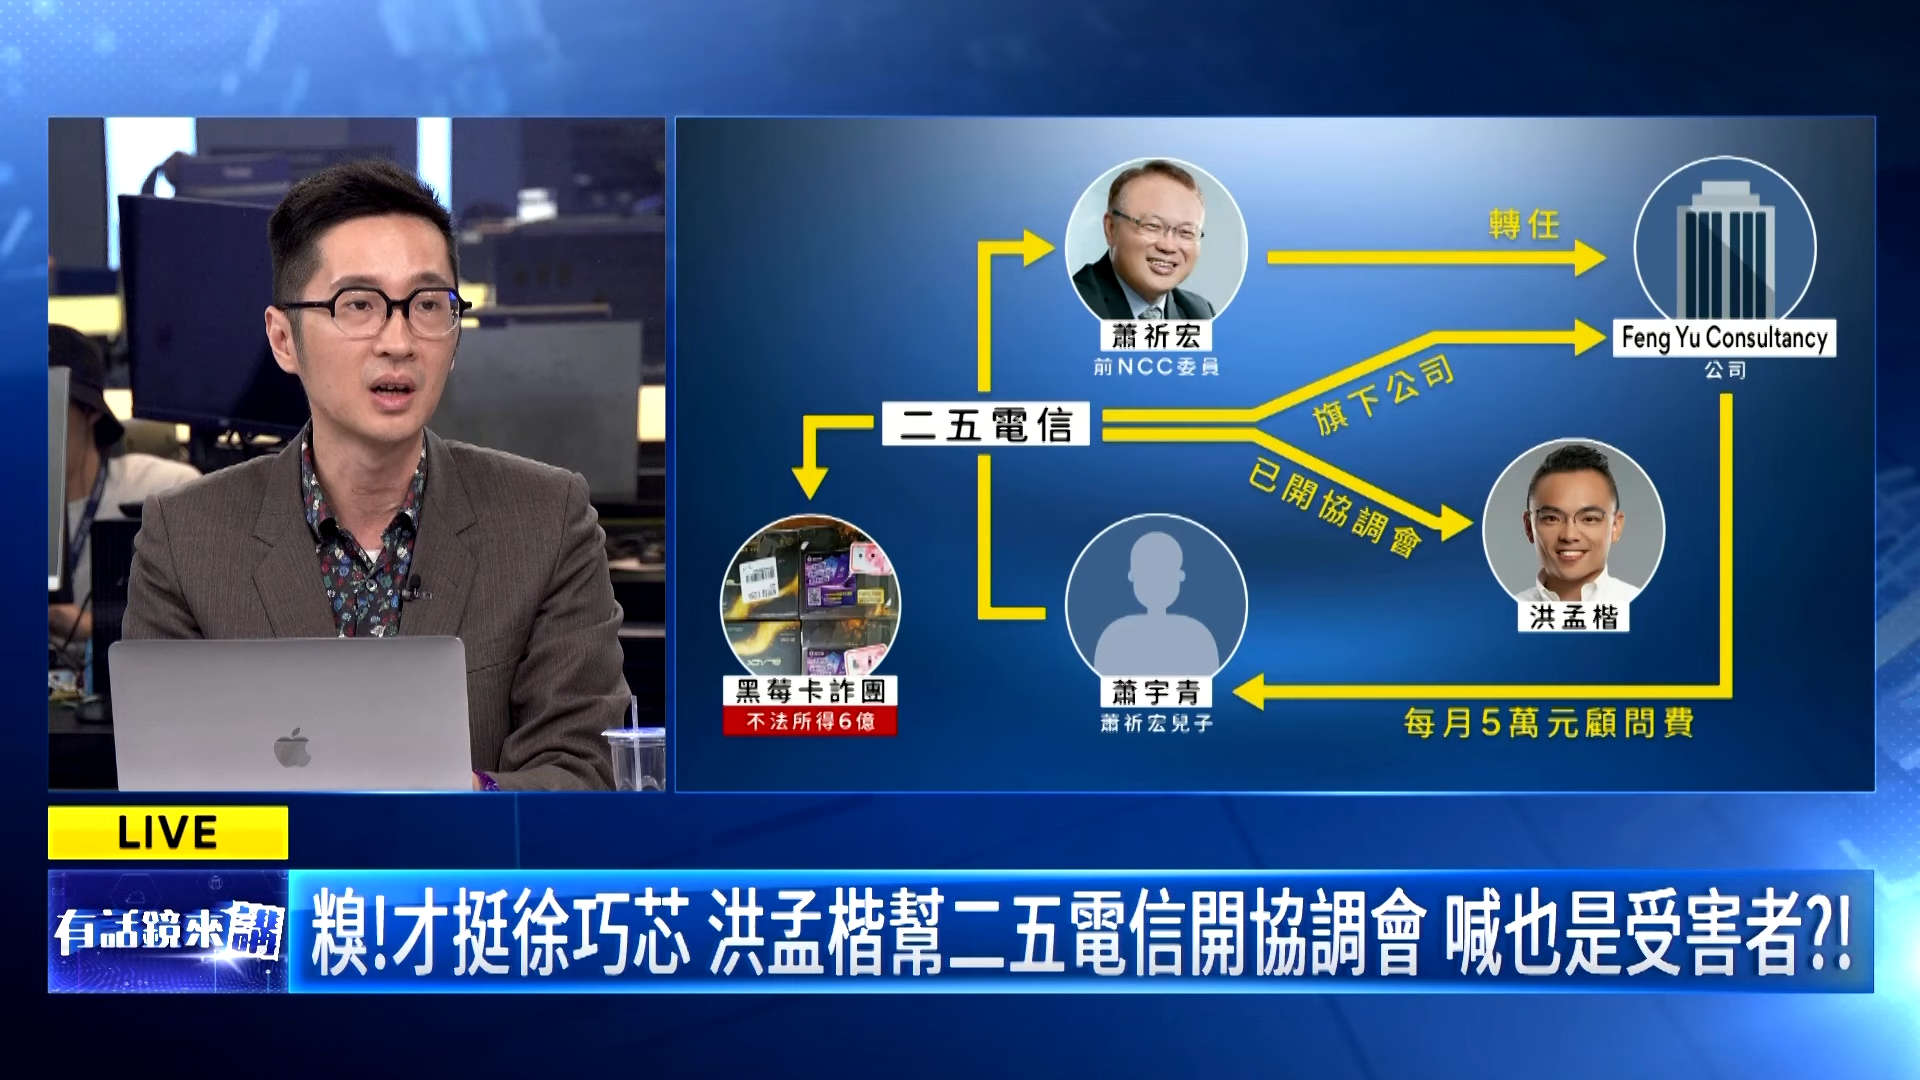 轉任
蕭祈宏
前NCC委員
Feng Yu Consultancy
公司
旗下公司
二五電信
已開協調會
洪孟楷
黑莓卡詐團
不法所得6億
蕭宇青
蕭祈宏兒子
每月5萬元顧問費
LIVE
有話鏡來講
糗!才挺徐巧芯 洪孟楷幫二五電信開協調會 喊也是受害者?!